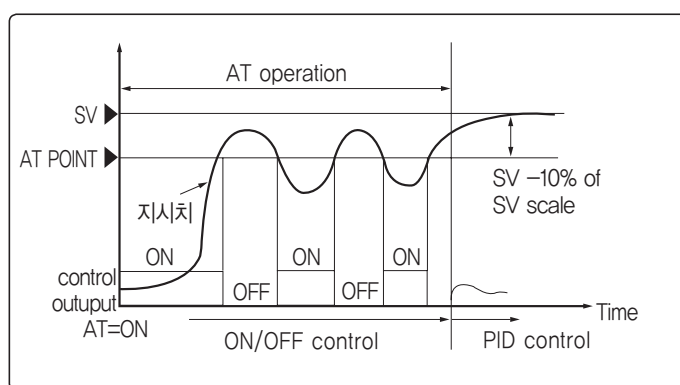 AT operation
SV
AT POINT
지시치
SV -10% of
SV scale
ON
ON
ON
control
outuput
OFF
OFF
Time
AT=ON
ON/OFF control
PID control